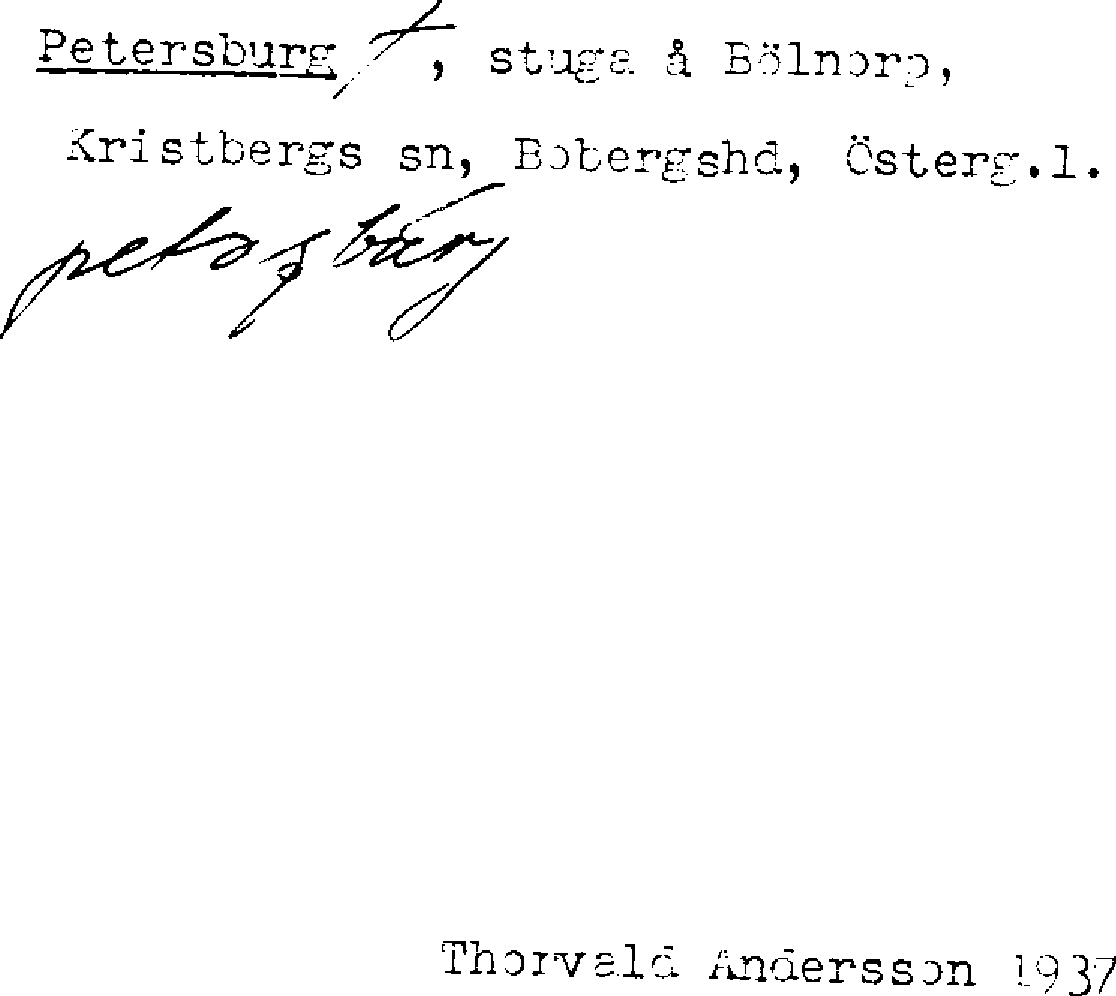 Petersburg †, stuga å Bölnorp,
Kristbergs sn, Bobergshd, Österg.l.
Thorvald Andersson 1937